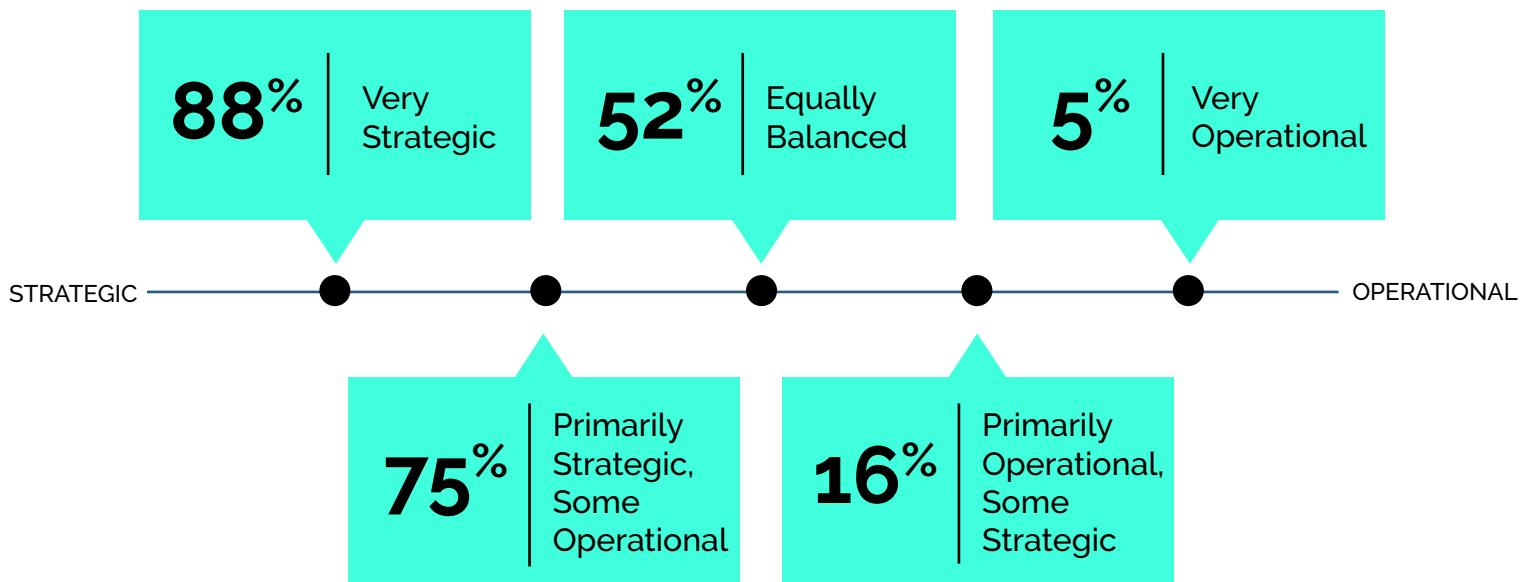 88%
Very
Strategic
52%
Equally
Balanced
5%
Very
Operational
STRATEGIC
OPERATIONAL
75%
Primarily
Strategic,
Some
Operational
16%
Primarily
Operational,
Some
Strategic